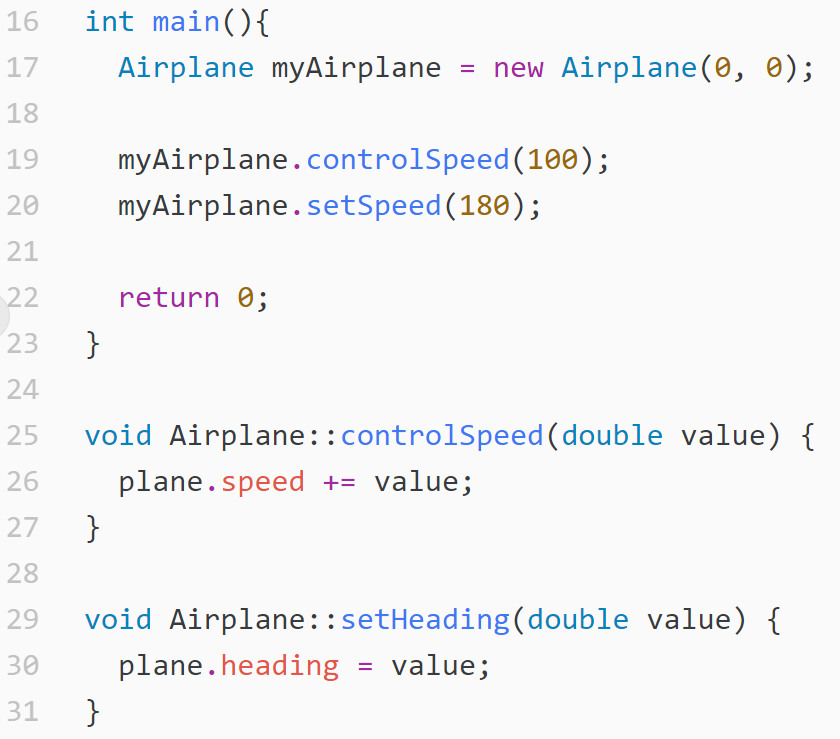 16 int main(){
17 Airplane myAirplane = new Airplane(0, 0);
18
19 myAirplane.controlSpeed(100);
20 myAirplane.setSpeed(180);
21
22 return 0;
23 }
24
25 void Airplane::controlSpeed(double value) {
26 plane.speed += value;
27 }
28
29 void Airplane::setHeading(double value) {
30 plane.heading = value;
31 }